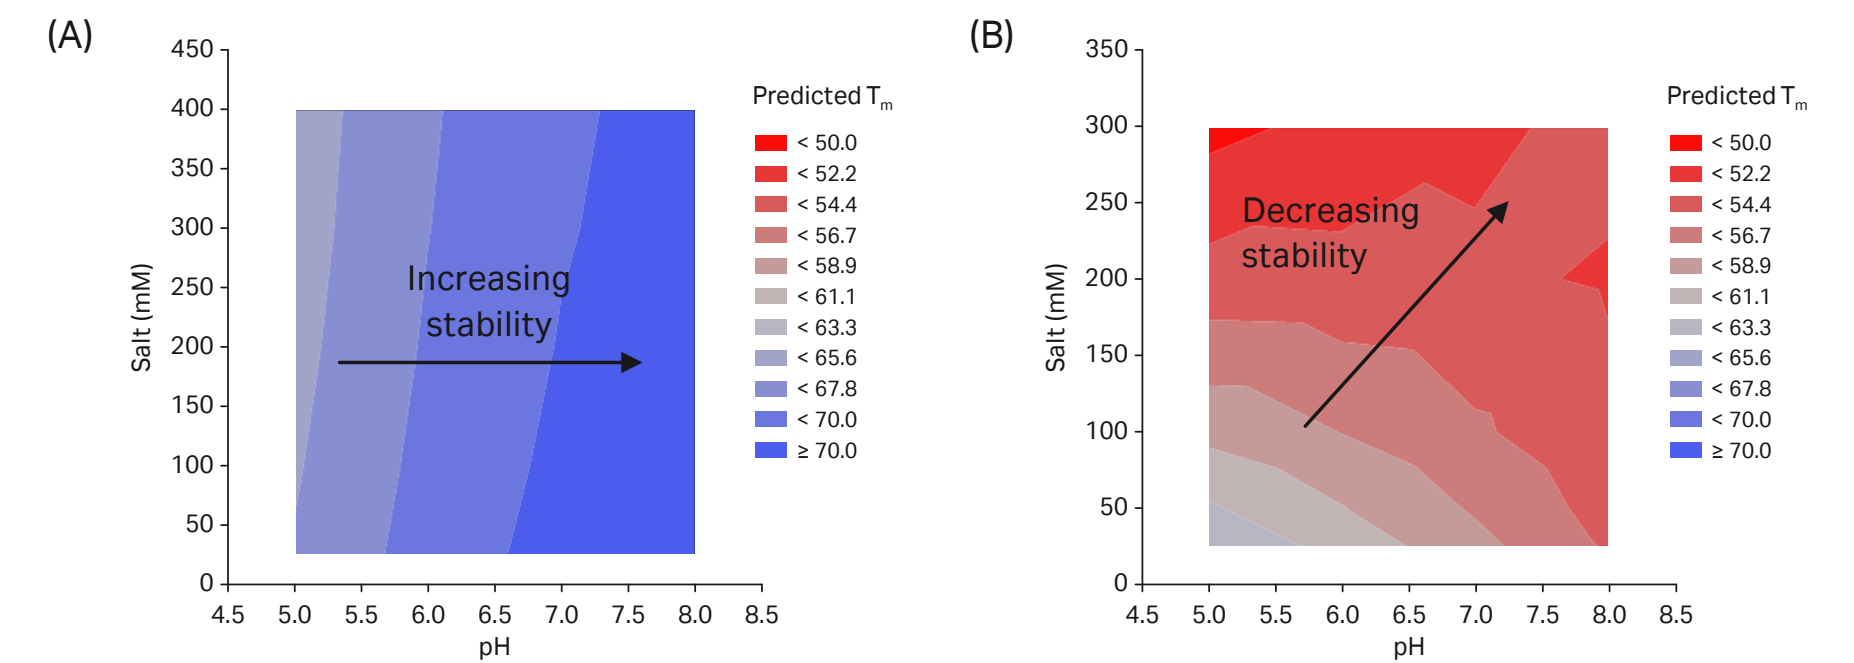 (A)
450
400
350
300
250
200
150
100
50
0
Salt (mM)
4.5 5.0 5.5 6.0 6.5 7.0 7.5 8.0 8.5
pH
Increasing
stability
Predicted Tm
< 50.0
< 52.2
< 54.4
< 56.7
< 58.9
< 61.1
< 63.3
< 65.6
< 67.8
< 70.0
≥ 70.0
(B)
350
300
250
200
150
100
50
0
Salt (mM)
4.5 5.0 5.5 6.0 6.5 7.0 7.5 8.0 8.5
pH
Decreasing
stability
Predicted Tm
< 50.0
< 52.2
< 54.4
< 56.7
< 58.9
< 61.1
< 63.3
< 65.6
< 67.8
< 70.0
≥ 70.0